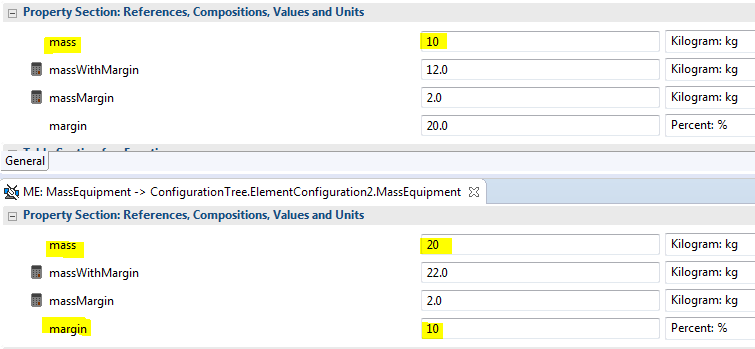 Property Section: References, Compositions, Values and Units
mass 10 Kilogram: kg
massWithMargin 12.0 Kilogram: kg
massMargin 2.0 Kilogram: kg
margin 20.0 Percent: %
General
ME: MassEquipment -> ConfigurationTree.ElementConfiguration2.MassEquipment
Property Section: References, Compositions, Values and Units
mass 20 Kilogram: kg
massWithMargin 22.0 Kilogram: kg
massMargin 2.0 Kilogram: kg
margin 10 Percent: %